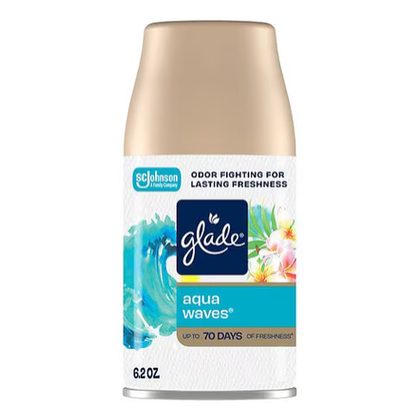 SC Johnson
A Family Company
ODOR FIGHTING FOR
LASTING FRESHNESS
glade®
aqua
waves®
UP TO 70 DAYS OF FRESHNESS*
6.2 OZ.